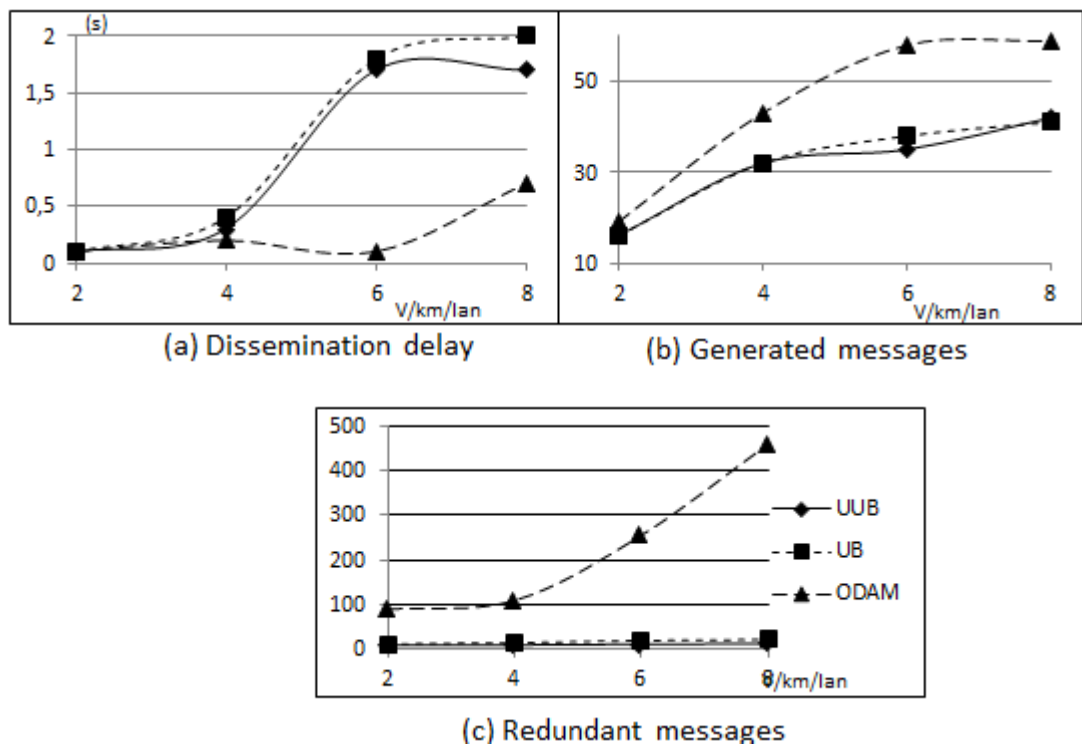 (s)
2
1,5
1
0,5
0
2 4 6 8
V/km/lan
(a) Dissemination delay
50
30
10
2 4 6 8
V/km/lan
(b) Generated messages
500
400
300
200
100
0
2 4 6 8
V/km/lan
UUB
UB
ODAM
(c) Redundant messages